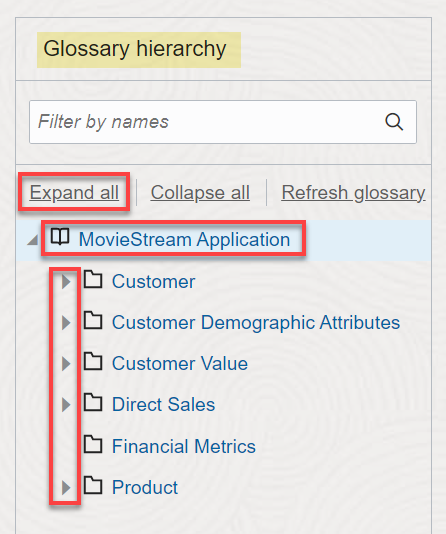 Glossary hierarchy
Filter by names
Expand all Collapse all Refresh glossary
MovieStream Application
Customer
Customer Demographic Attributes
Customer Value
Direct Sales
Financial Metrics
Product